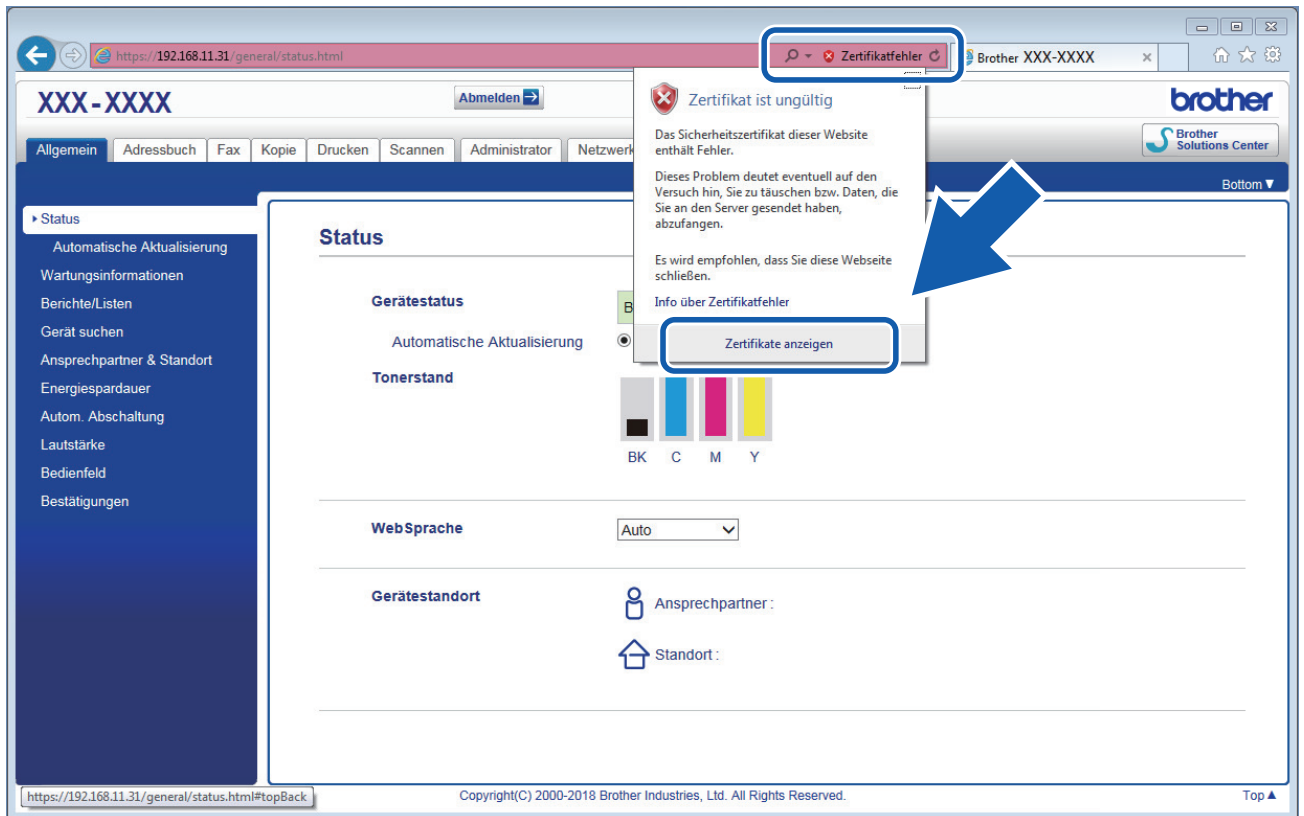 https://192.168.11.31/general/status.html
Zertifikatfehler
Brother XXX-XXXX
XXX-XXXX
Abmelden
brother
Brother
Solutions Center
Allgemein
Adressbuch
Fax
Kopie
Drucken
Scannen
Administrator
Netzwerk
Bottom▼
Zertifikat ist ungültig
Das Sicherheitszertifikat dieser Website
enthält Fehler.
Dieses Problem deutet eventuell auf den
Versuch hin, Sie zu täuschen bzw. Daten, die
Sie an den Server gesendet haben,
abzufangen.
Es wird empfohlen, dass Sie diese Webseite
schließen.
Info über Zertifikatfehler
Zertifikate anzeigen
Status
Automatische Aktualisierung
Wartungsinformationen
Berichte/Listen
Gerät suchen
Ansprechpartner & Standort
Energiespardauer
Autom. Abschaltung
Lautstärke
Bedienfeld
Bestätigungen
Status
Gerätestatus
Automatische Aktualisierung
Tonerstand
BK C M Y
WebSprache
Auto
Gerätestandort
Ansprechpartner :
Standort :
https://192.168.11.31/general/status.html#topBack
Copyright(C) 2000-2018 Brother Industries, Ltd. All Rights Reserved.
Top▲